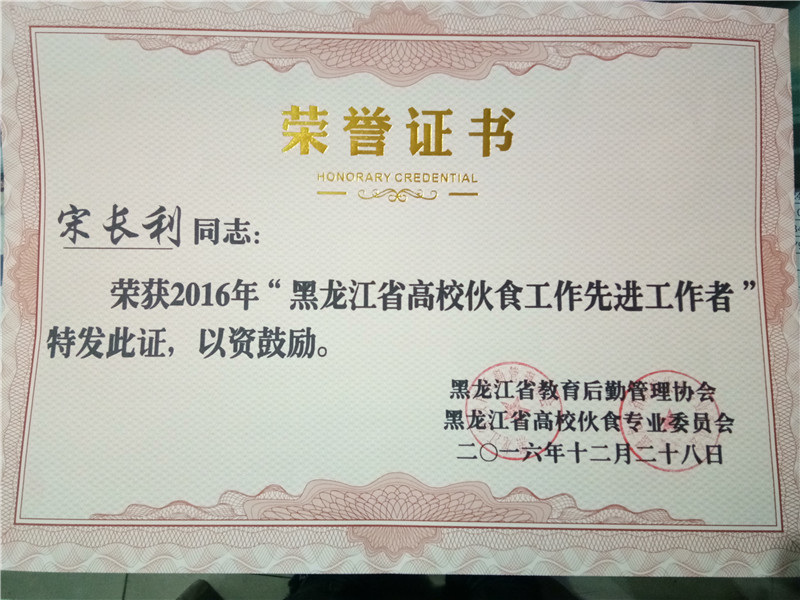 荣誉证书
HONORARY CREDENTIAL
宋长利同志：
荣获2016年“黑龙江省高校伙食工作先进工作者”
特发此证，以资鼓励。
黑龙江省教育后勤管理协会
黑龙江省高校伙食专业委员会
二〇一六年十二月二十八日